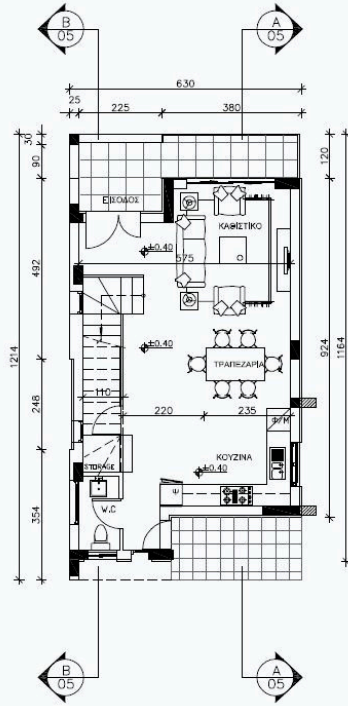 B
05
A
05
630
25
225
380
30
90
120
ΕΙΣΟΔΟΣ
ΚΑΘΙΣΤΙΚΟ
±0.40
575
492
1214
924
1164
±0.40
ΤΡΑΠΕΖΑΡΙΑ
110
248
220
235
Φ/Μ
ΚΟΥΖΙΝΑ
STORAGE
±0.40
Ψ
354
W.C
B
05
A
05